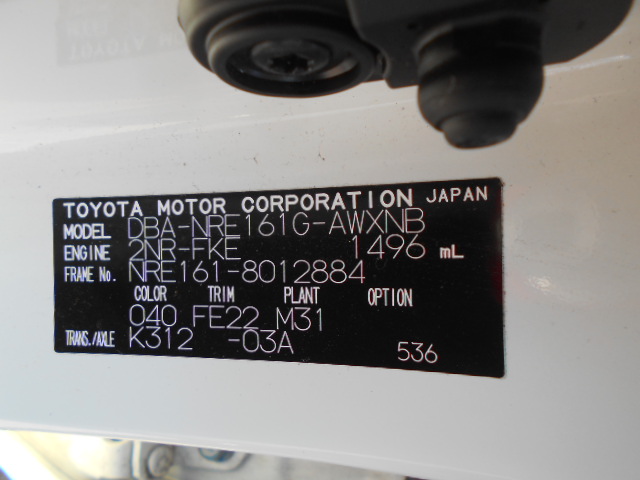 TOYOTA MOTOR CORPORATION JAPAN
MODEL DBA-NRE161G-AWXNB
ENGINE 2NR-FKE 1496 mL
FRAME No. NRE161-8012884
COLOR TRIM PLANT OPTION
040 FE22 M31
TRANS./AXLE K312 -03A
536